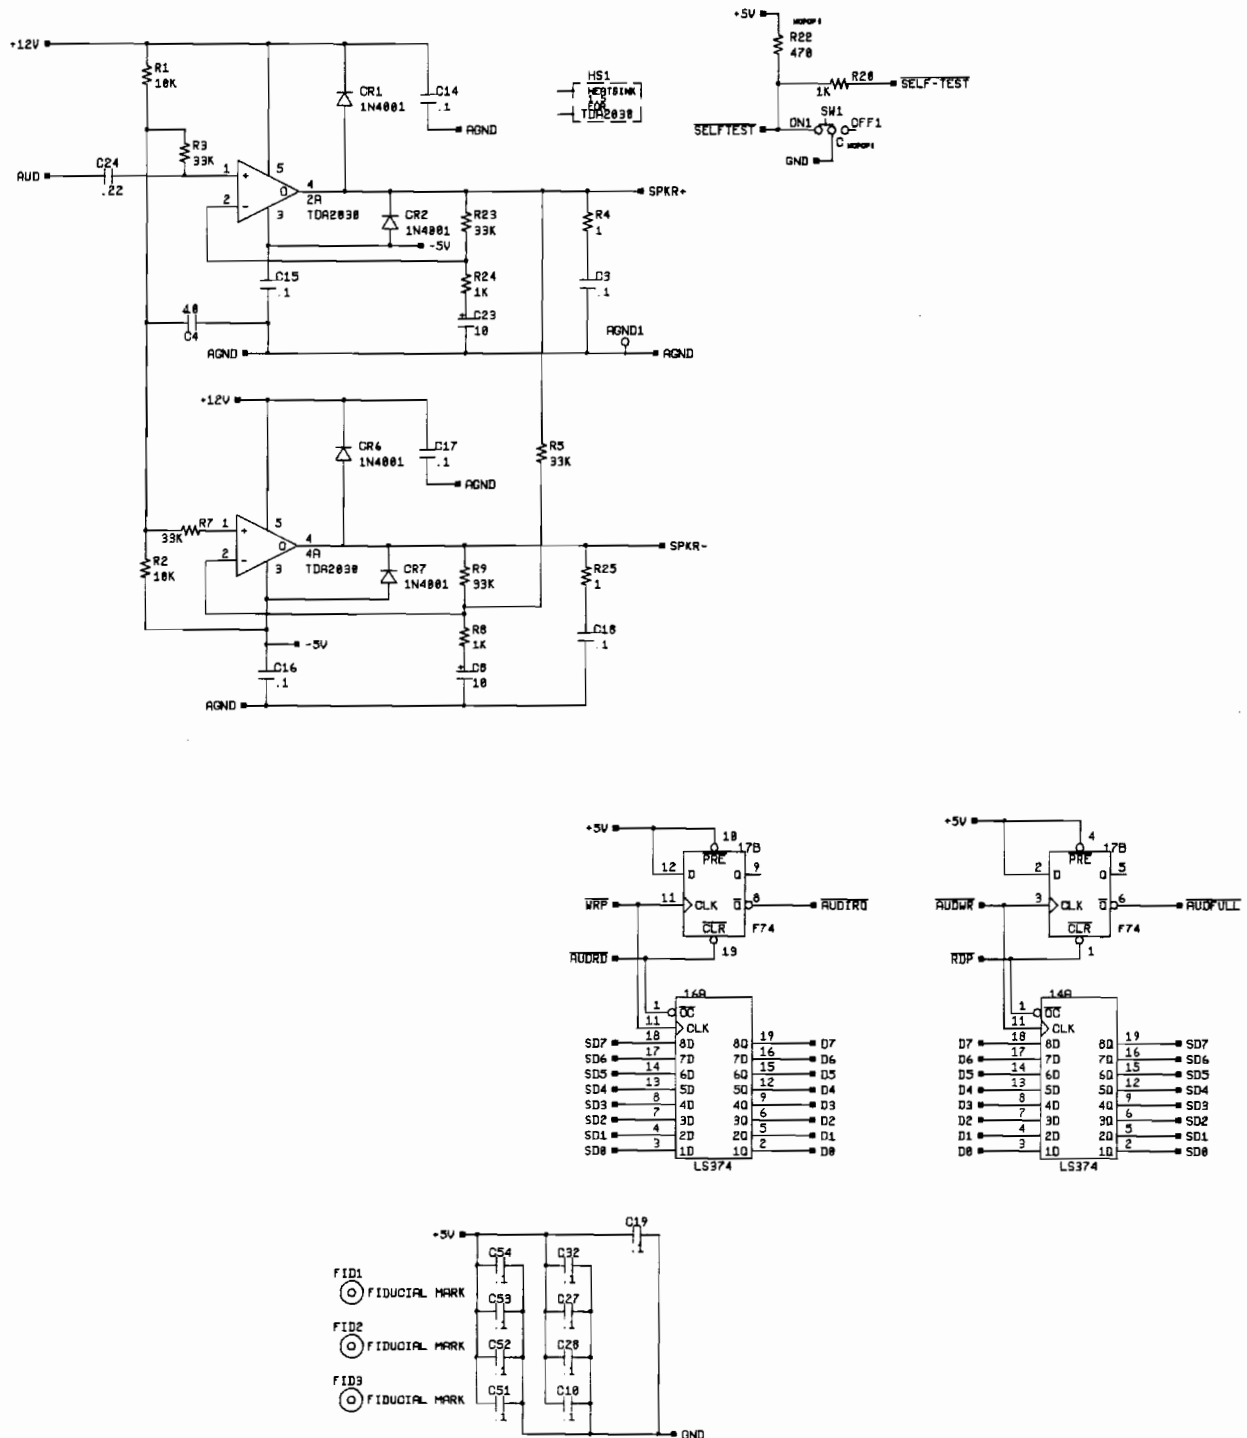 +12V
R1
10K
R3
33K
C24
.22
AUD
1
2
+
-
O
5
3
4
2A
TDA2030
CR1
1N4001
C14
.1
AGND
CR2
1N4001
-5V
R23
33K
R24
1K
+
C23
10
R4
1
C3
.1
SPKR+
C15
.1
C4
AGND
AGND1
AGND
HS1
HEATSINK
FOR
TDA2030
+5V
R22
470
R20
1K
SELF-TEST
SELFTEST
SW1
ON1
OFF1
C
GND
+12V
CR6
1N4001
C17
.1
AGND
R5
33K
R7
33K
R2
10K
1
2
+
-
O
5
3
4
4A
TDA2030
CR7
1N4001
R9
33K
R25
1
SPKR-
-5V
R8
1K
C18
.1
C16
.1
+
C8
10
AGND
+5V
10
17B
PRE
12 D Q 9
WRP 11 CLK Q 8 AUDIRQ
CLR F74
AUDRD 13
16A
1 OC
11 CLK
SD7 18 8D 8Q 19 D7
SD6 17 7D 7Q 16 D6
SD5 14 6D 6Q 15 D5
SD4 13 5D 5Q 12 D4
SD3 8 4D 4Q 9 D3
SD2 7 3D 3Q 6 D2
SD1 4 2D 2Q 5 D1
SD0 3 1D 1Q 2 D0
LS374
+5V
4
17B
PRE
2 D Q 5
AUDWR 3 CLK Q 6 AUDFULL
CLR F74
RDP 1
14A
1 OC
11 CLK
D7 18 8D 8Q 19 SD7
D6 17 7D 7Q 16 SD6
D5 14 6D 6Q 15 SD5
D4 13 5D 5Q 12 SD4
D3 8 4D 4Q 9 SD3
D2 7 3D 3Q 6 SD2
D1 4 2D 2Q 5 SD1
D0 3 1D 1Q 2 SD0
LS374
+5V
C19
.1
C54
.1
C32
.1
FID1
FIDUCIAL MARK
C53
.1
C27
.1
FID2
FIDUCIAL MARK
C52
.1
C28
.1
FID3
FIDUCIAL MARK
C51
.1
C10
.1
GND